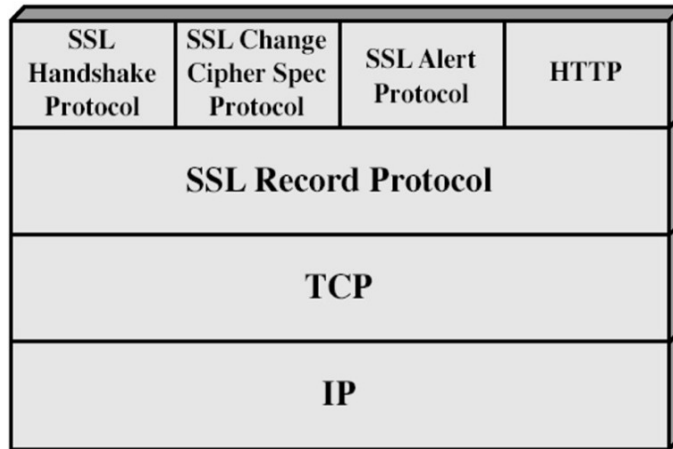 SSL
Handshake
Protocol
SSL Change
Cipher Spec
Protocol
SSL Alert
Protocol
HTTP
SSL Record Protocol
TCP
IP